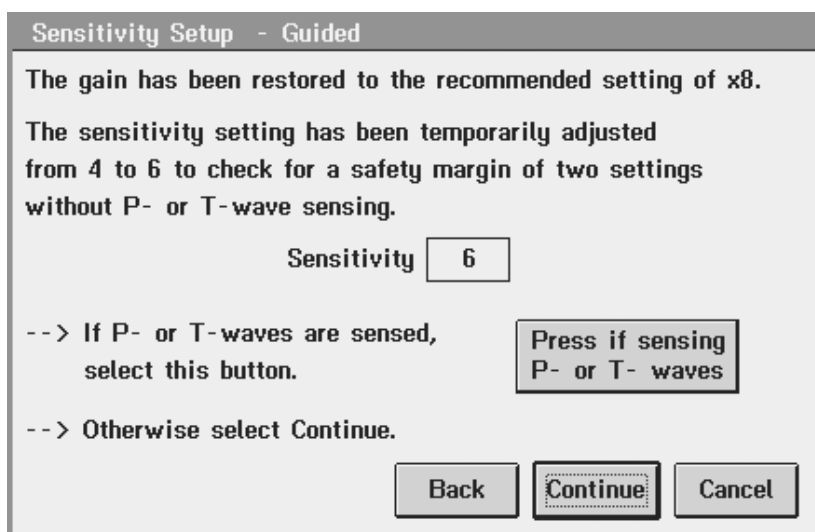 Sensitivity Setup - Guided
The gain has been restored to the recommended setting of x8.
The sensitivity setting has been temporarily adjusted
from 4 to 6 to check for a safety margin of two settings
without P- or T-wave sensing.
Sensitivity 6
--> If P- or T-waves are sensed,
select this button.
Press if sensing
P- or T- waves
--> Otherwise select Continue.
Back Continue Cancel